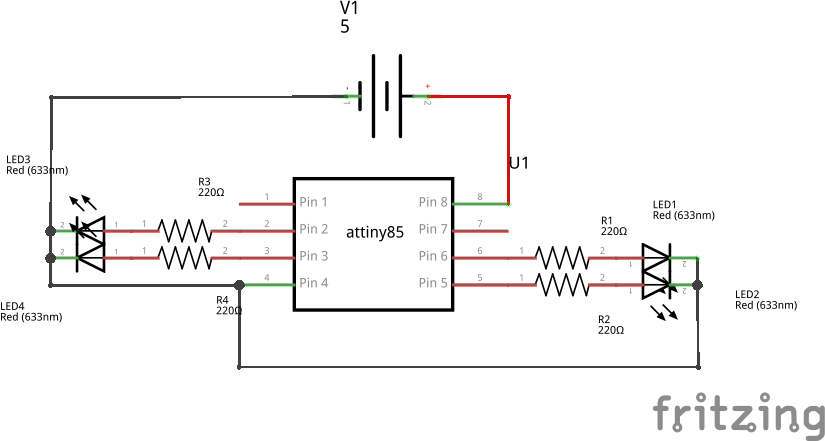 V1
5
- 1
+ 2
U1
LED3
Red (633nm)
R3
220Ω
1 Pin 1
Pin 8 8
2 1 1 2 2 Pin 2
Pin 7 7
2 1 1 2 3 Pin 3
attiny85
Pin 6 6 1 2 1 2
4 Pin 4
Pin 5 5 1 2 1 2
LED1
Red (633nm)
R1
220Ω
R4
220Ω
LED4
Red (633nm)
R2
220Ω
LED2
Red (633nm)
fritzing